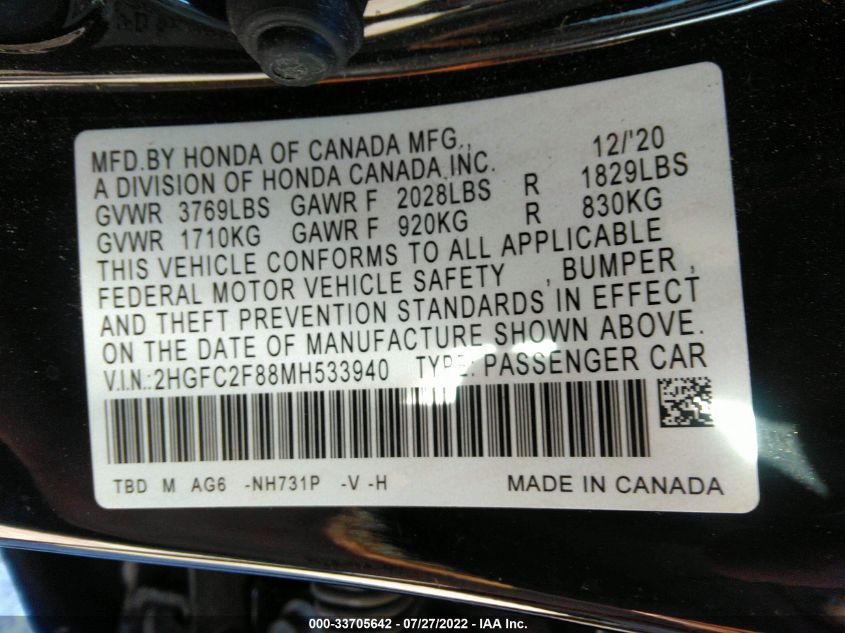 MFD.BY HONDA OF CANADA MFG., 12/'20
A DIVISION OF HONDA CANADA INC.
GVWR 3769LBS GAWR F 2028LBS R 1829LBS
GVWR 1710KG GAWR F 920KG R 830KG
THIS VEHICLE CONFORMS TO ALL APPLICABLE
FEDERAL MOTOR VEHICLE SAFETY , BUMPER ,
AND THEFT PREVENTION STANDARDS IN EFFECT
ON THE DATE OF MANUFACTURE SHOWN ABOVE.
V.I.N.:2HGFC2F88MH533940 TYPE: PASSENGER CAR
TBD M AG6 -NH731P -V -H MADE IN CANADA
000-33705642 / 07/27/2022 - IAA Inc.